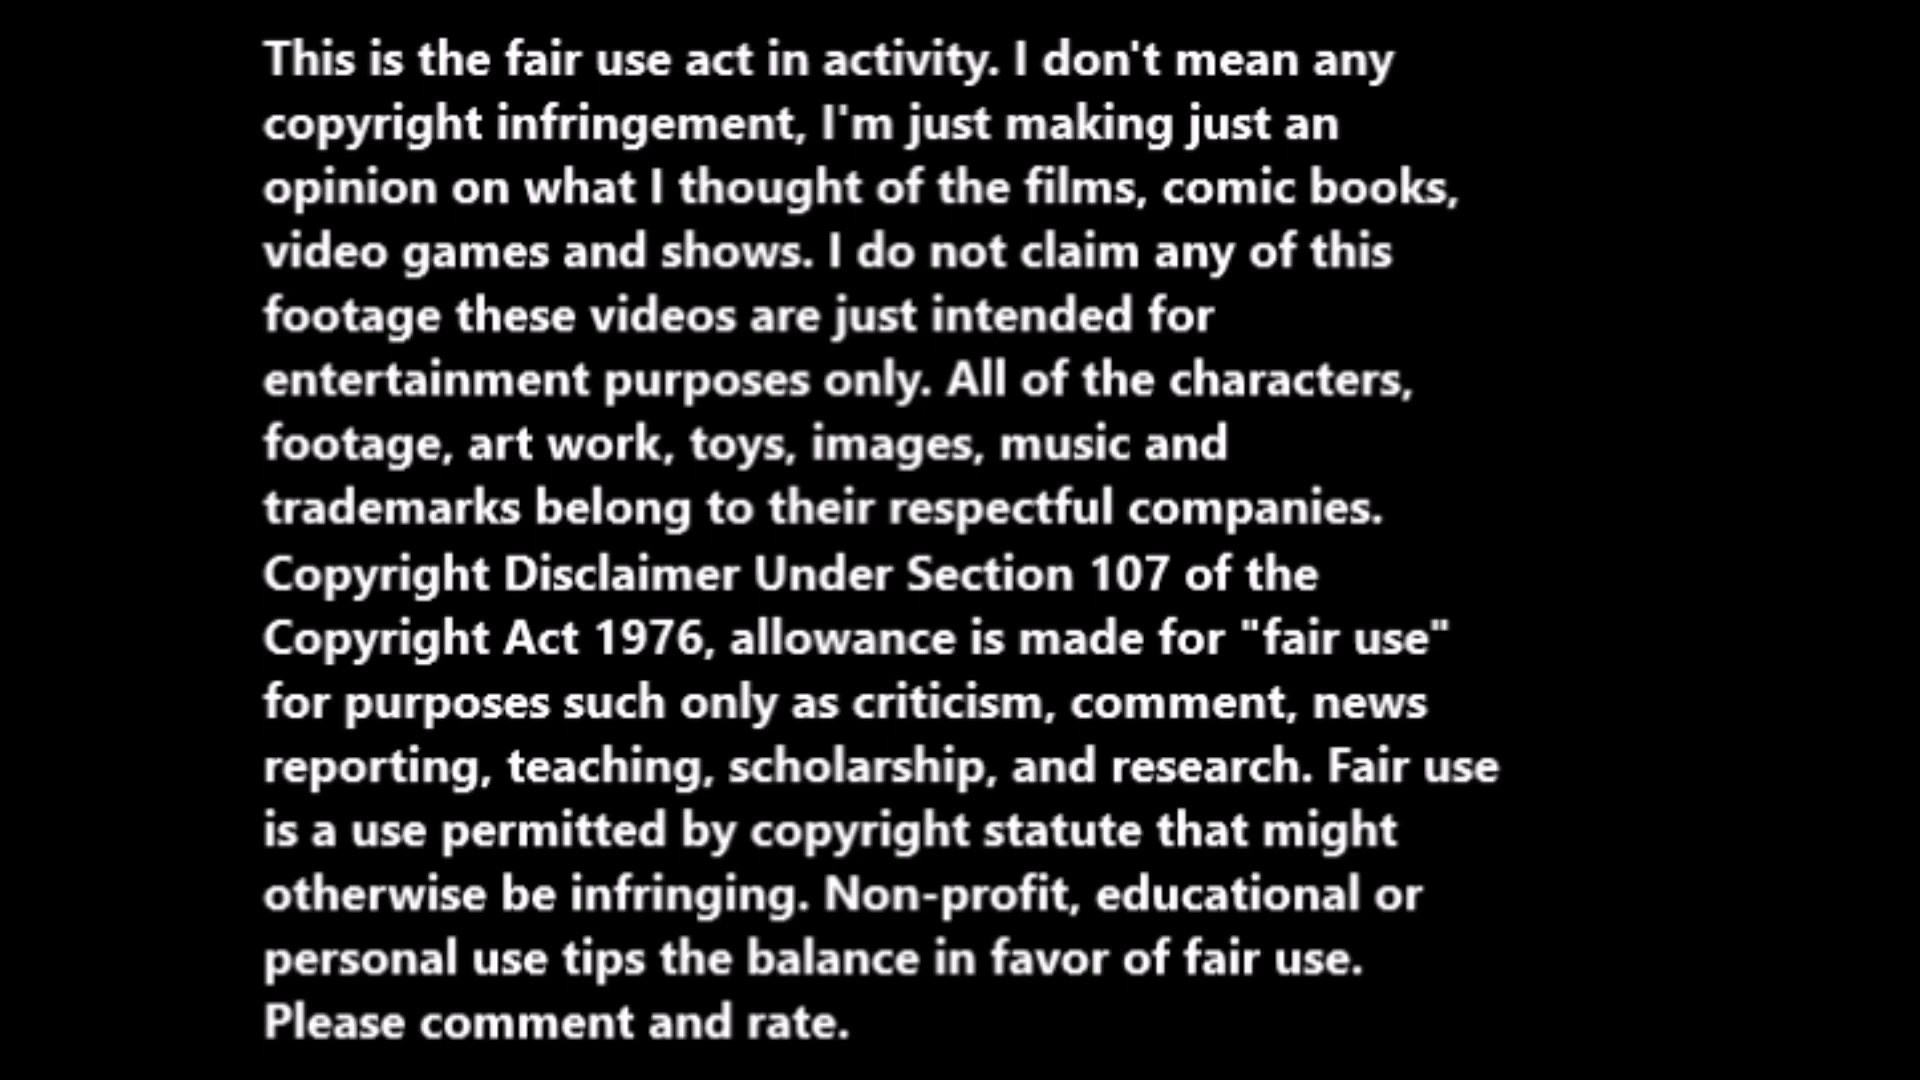 This is the fair use act in activity. I don't mean any
copyright infringement, I'm just making just an
opinion on what I thought of the films, comic books,
video games and shows. I do not claim any of this
footage these videos are just intended for
entertainment purposes only. All of the characters,
footage, art work, toys, images, music and
trademarks belong to their respectful companies.
Copyright Disclaimer Under Section 107 of the
Copyright Act 1976, allowance is made for "fair use"
for purposes such only as criticism, comment, news
reporting, teaching, scholarship, and research. Fair use
is a use permitted by copyright statute that might
otherwise be infringing. Non-profit, educational or
personal use tips the balance in favor of fair use.
Please comment and rate.